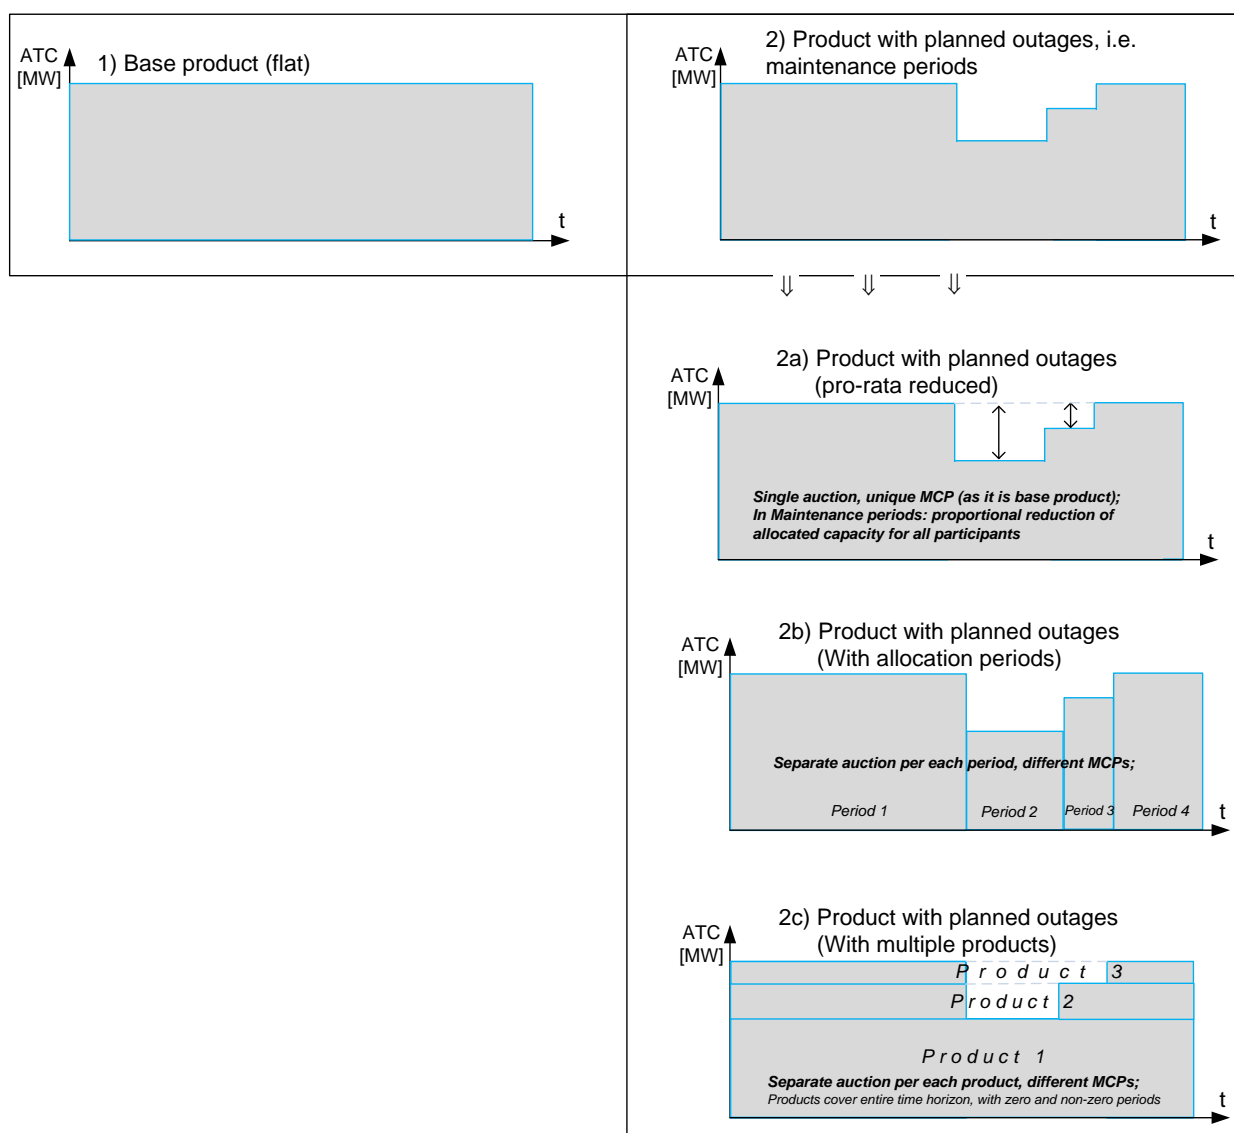 ATC
[MW]
1) Base product (flat)
t
ATC
[MW]
2) Product with planned outages, i.e.
maintenance periods
t
⇓ ⇓ ⇓
2a) Product with planned outages
(pro-rata reduced)
ATC
[MW]
Single auction, unique MCP (as it is base product);
In Maintenance periods: proportional reduction of
allocated capacity for all participants
t
2b) Product with planned outages
(With allocation periods)
ATC
[MW]
Separate auction per each period, different MCPs;
Period 1 Period 2 Period 3 Period 4
t
2c) Product with planned outages
(With multiple products)
ATC
[MW]
Product 3
Product 2
Product 1
Separate auction per each product, different MCPs;
Products cover entire time horizon, with zero and non-zero periods
t